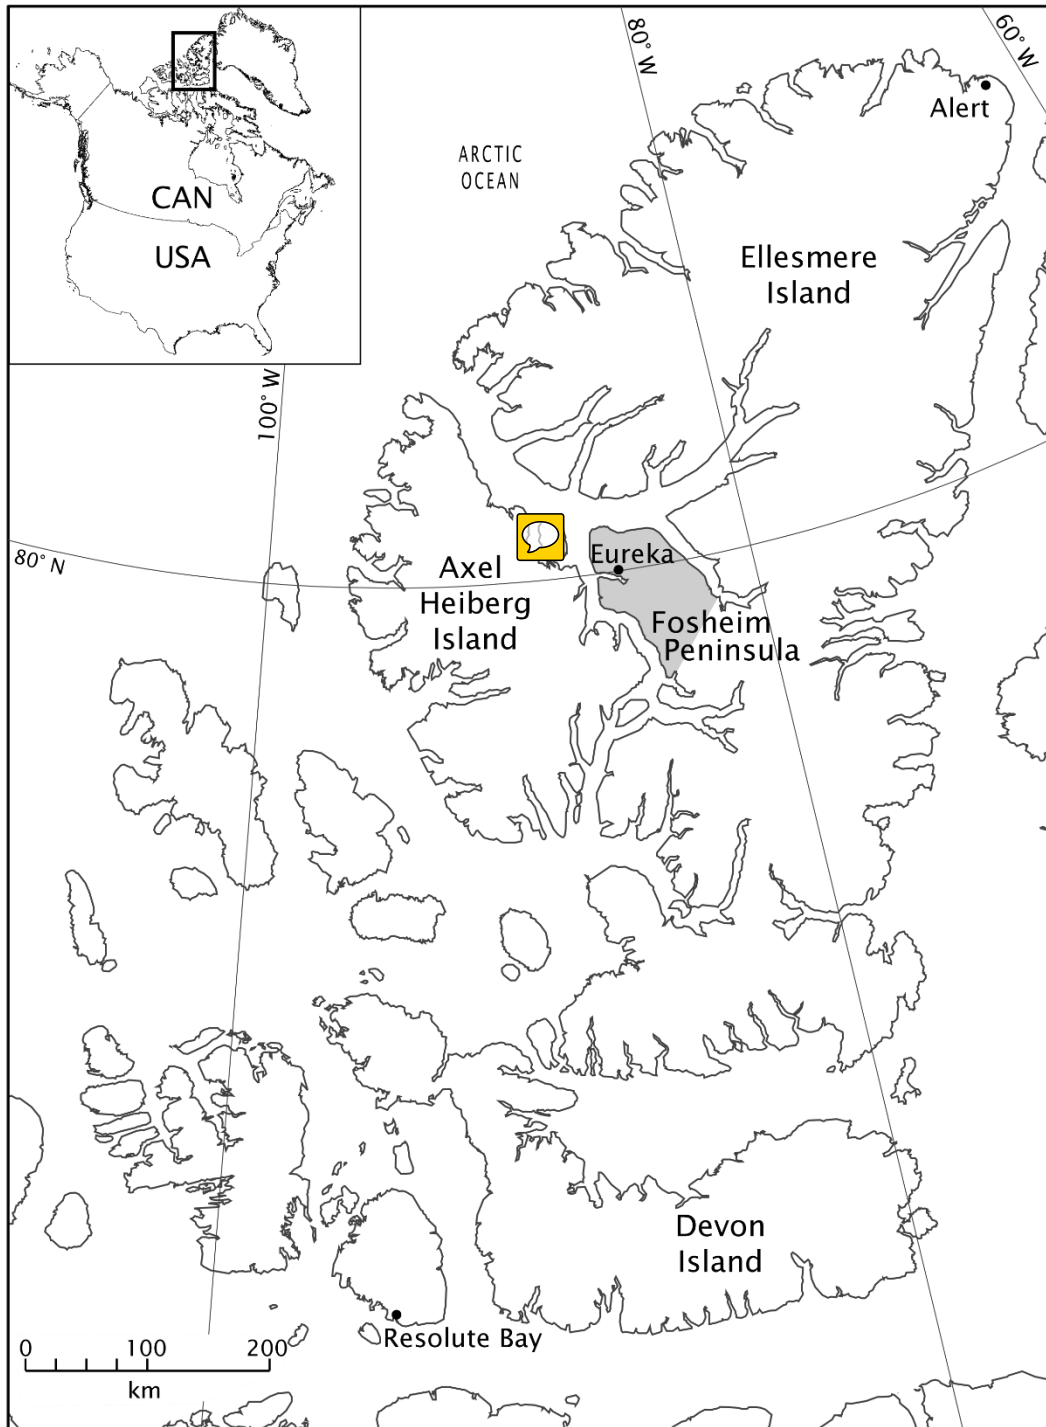 80° W
60° W
Alert
ARCTIC
OCEAN
CAN
USA
Ellesmere
Island
100° W
80° N
Eureka
Axel
Heiberg
Island
Fosheim
Peninsula
Devon
Island
Resolute Bay
0 100 200
km